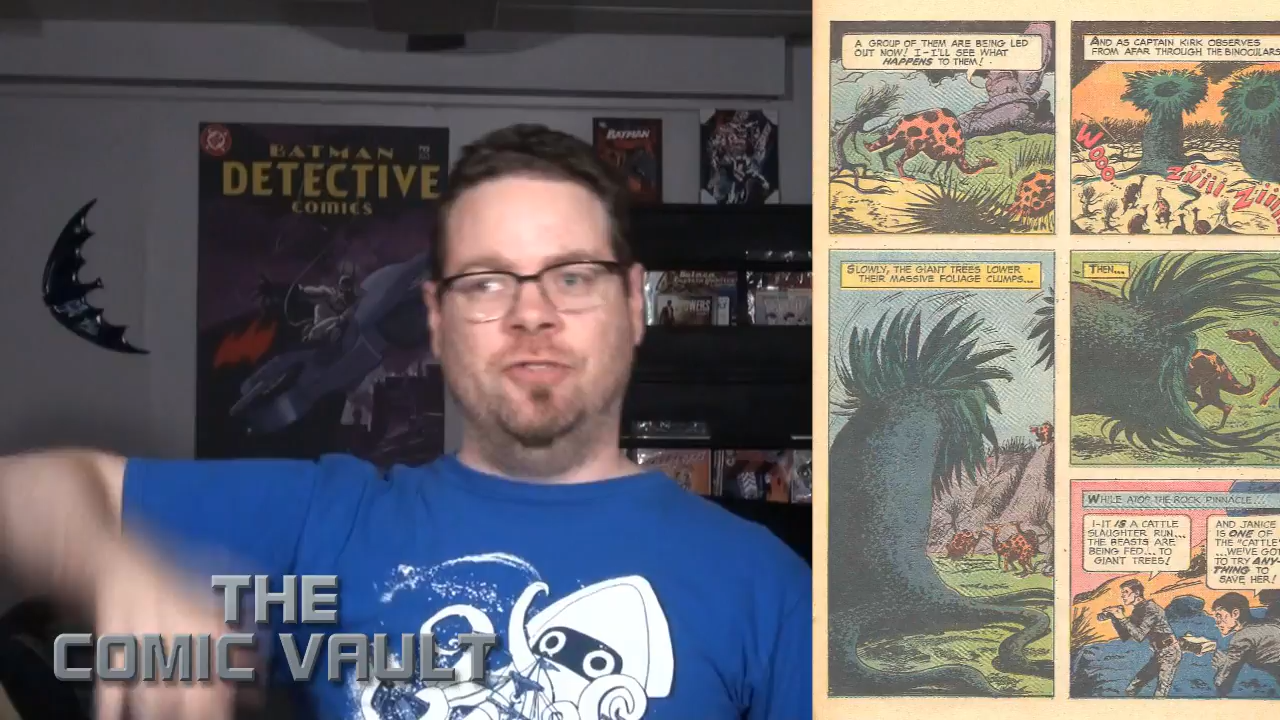 BATMAN
DETECTIVE
COMICS
BATMAN
THE
COMIC VAULT
A GROUP OF THEM ARE BEING LED
OUT NOW! I-I'LL SEE WHAT
HAPPENS TO THEM!
AND AS CAPTAIN KIRK OBSERVES
FROM AFAR THROUGH THE BINOCULARS
WOOO
ZIVIII ZIIII
SLOWLY, THE GIANT TREES LOWER
THEIR MASSIVE FOLIAGE CLUMPS...
THEN...
WHILE ATOP THE ROCK PINNACLE...
I-IT IS A CATTLE
SLAUGHTER RUN...
THE BEASTS ARE
BEING FED... TO
GIANT TREES!
AND JANICE
IS ONE OF
THE "CATTLE"
...WE'VE GOT
TO TRY ANY-
THING TO
SAVE HER!